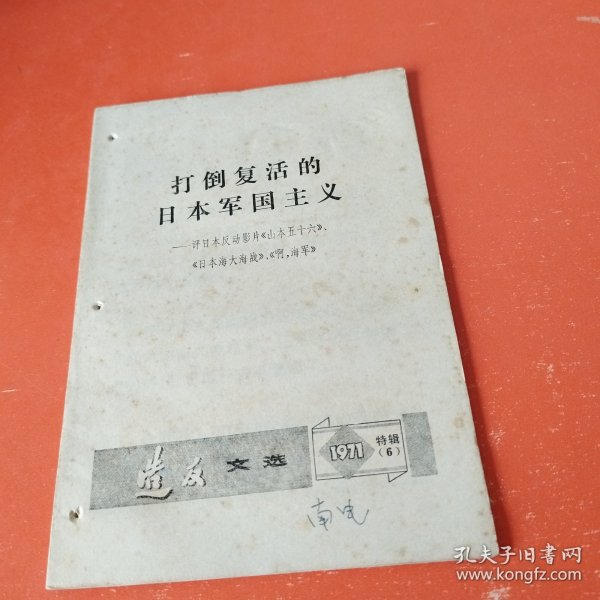 打倒复活的
日本军国主义
——评日本反动影片《山本五十六》、
《日本海大海战》、《啊,海军》
造反 文选
1971
特辑
(6)
南电
孔夫子旧书网
www.kongfz.com